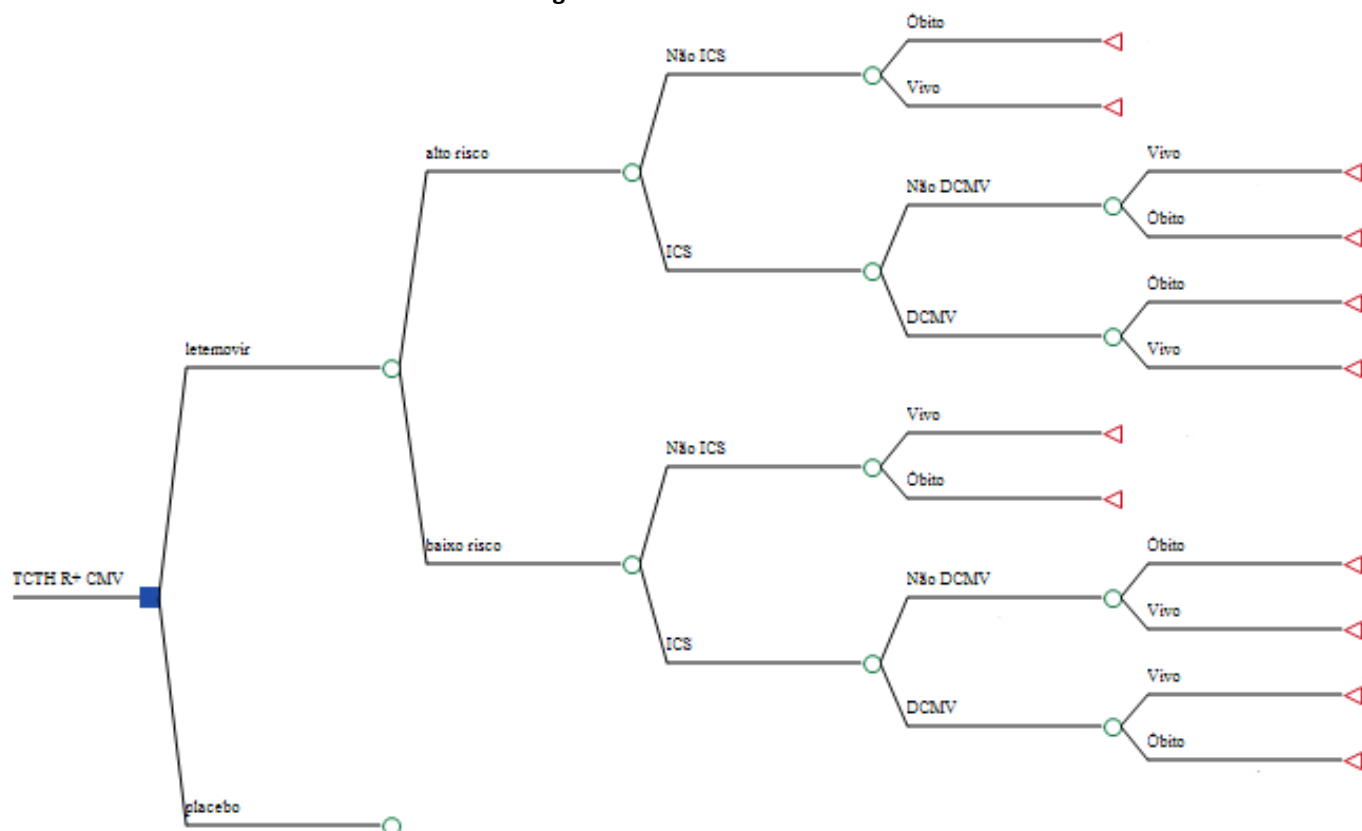 Óbito
Não ICS
Vivo
alto risco
Vivo
Não DCMV
Óbito
ICS
Óbito
DCMV
letemovir
Vivo
Vivo
Não ICS
Óbito
baixo risco
Óbito
TCTH R+ CMV
Não DCMV
Vivo
ICS
Vivo
DCMV
Óbito
placebo